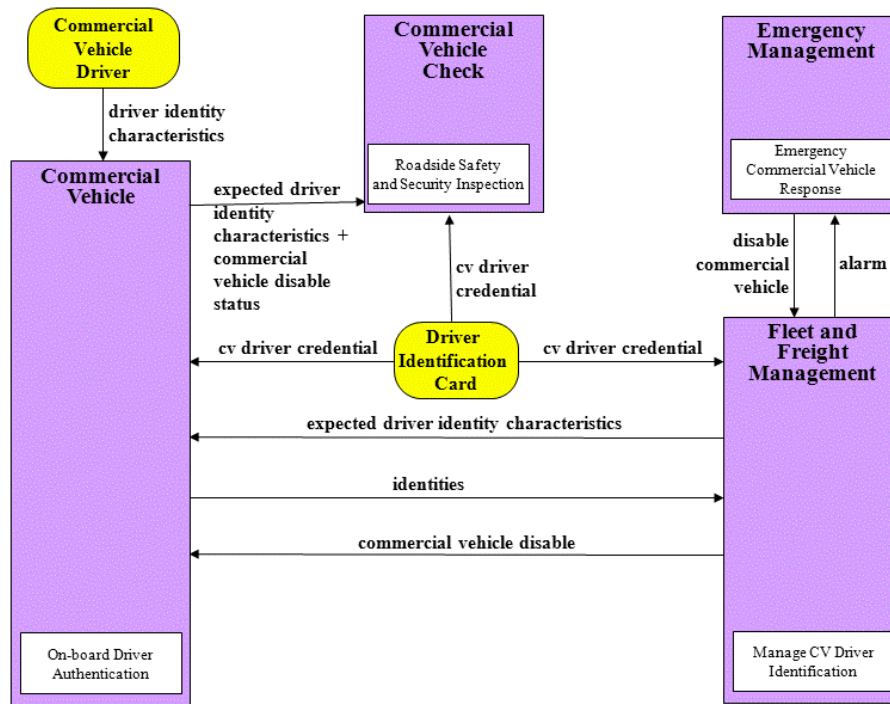 Commercial
Vehicle
Driver
Commercial
Vehicle
Check
Emergency
Management
driver identity
characteristics
Roadside Safety
and Security Inspection
Emergency
Commercial Vehicle
Response
Commercial
Vehicle
expected driver
identity
characteristics +
commercial
vehicle disable
status
cv driver
credential
disable
commercial
vehicle
alarm
cv driver credential
Driver
Identification
Card
cv driver credential
Fleet and
Freight
Management
expected driver identity characteristics
identities
commercial vehicle disable
On-board Driver
Authentication
Manage CV Driver
Identification